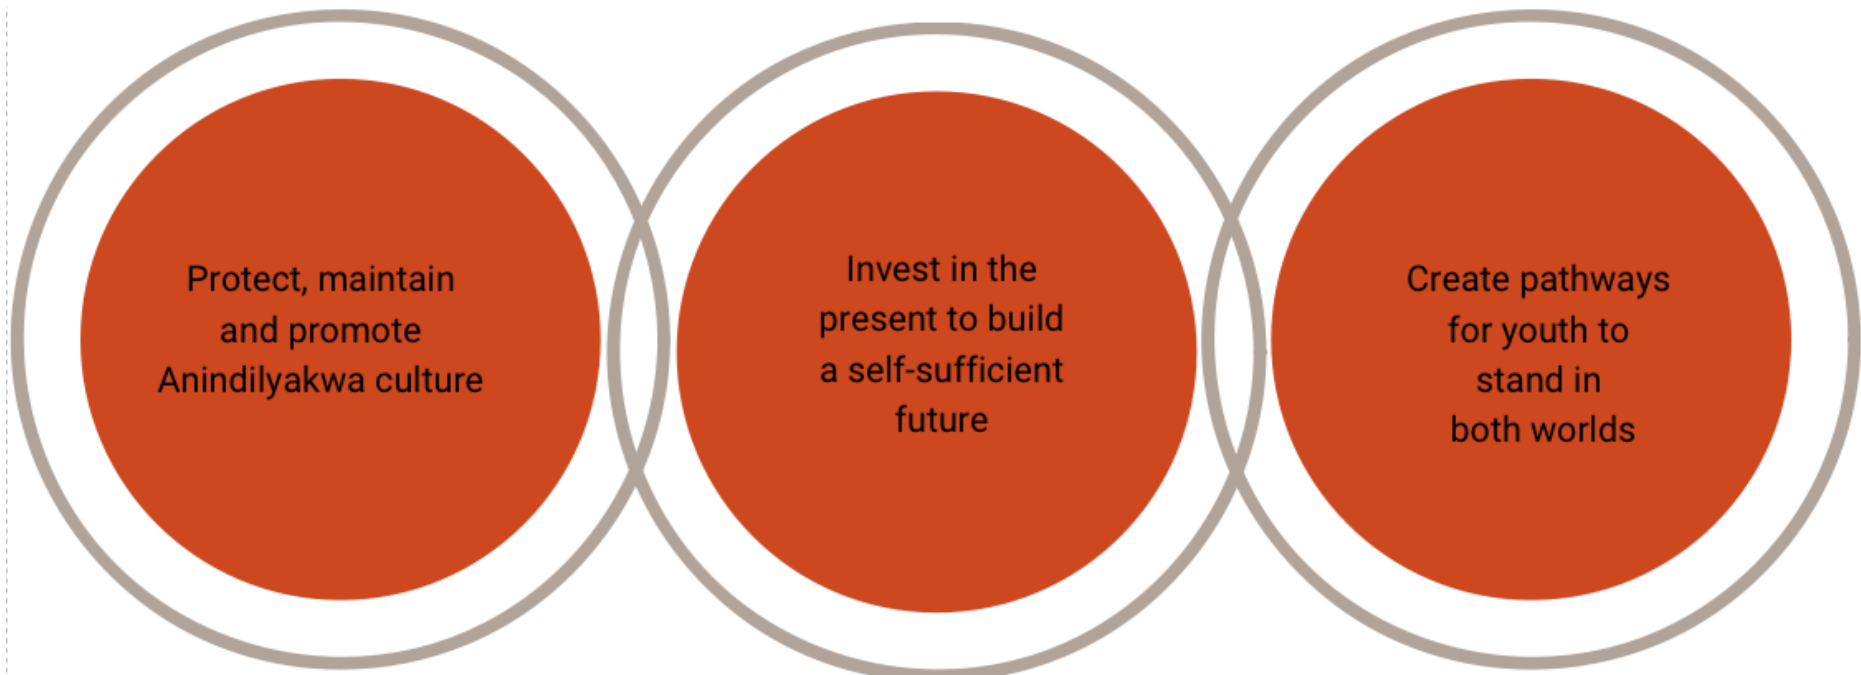 Protect, maintain
and promote
Anindilyakwa culture
Invest in the
present to build
a self-sufficient
future
Create pathways
for youth to
stand in
both worlds